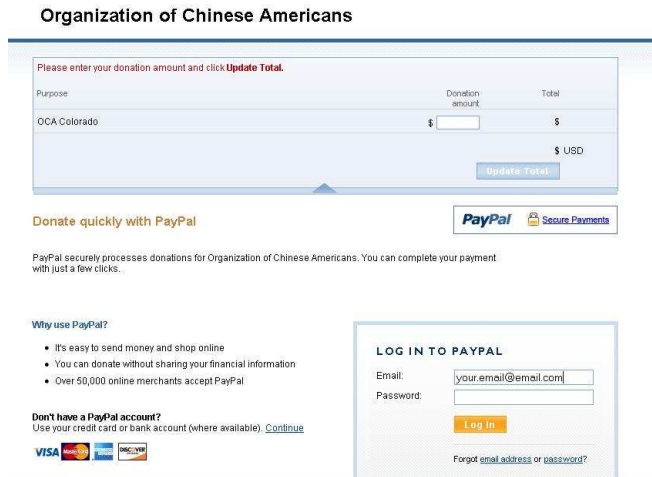 Organization of Chinese Americans
Please enter your donation amount and click Update Total.
Purpose Donation amount Total
OCA Colorado $ $
$ USD
Update Total
Donate quickly with PayPal
PayPal Secure Payments
PayPal securely processes donations for Organization of Chinese Americans. You can complete your payment
with just a few clicks.
Why use PayPal?
• It's easy to send money and shop online
• You can donate without sharing your financial information
• Over 50,000 online merchants accept PayPal
Don't have a PayPal account?
Use your credit card or bank account (where available). Continue
VISA MasterCard DISCOVER
LOG IN TO PAYPAL
Email: your.email@email.com
Password:
Log In
Forgot email address or password?